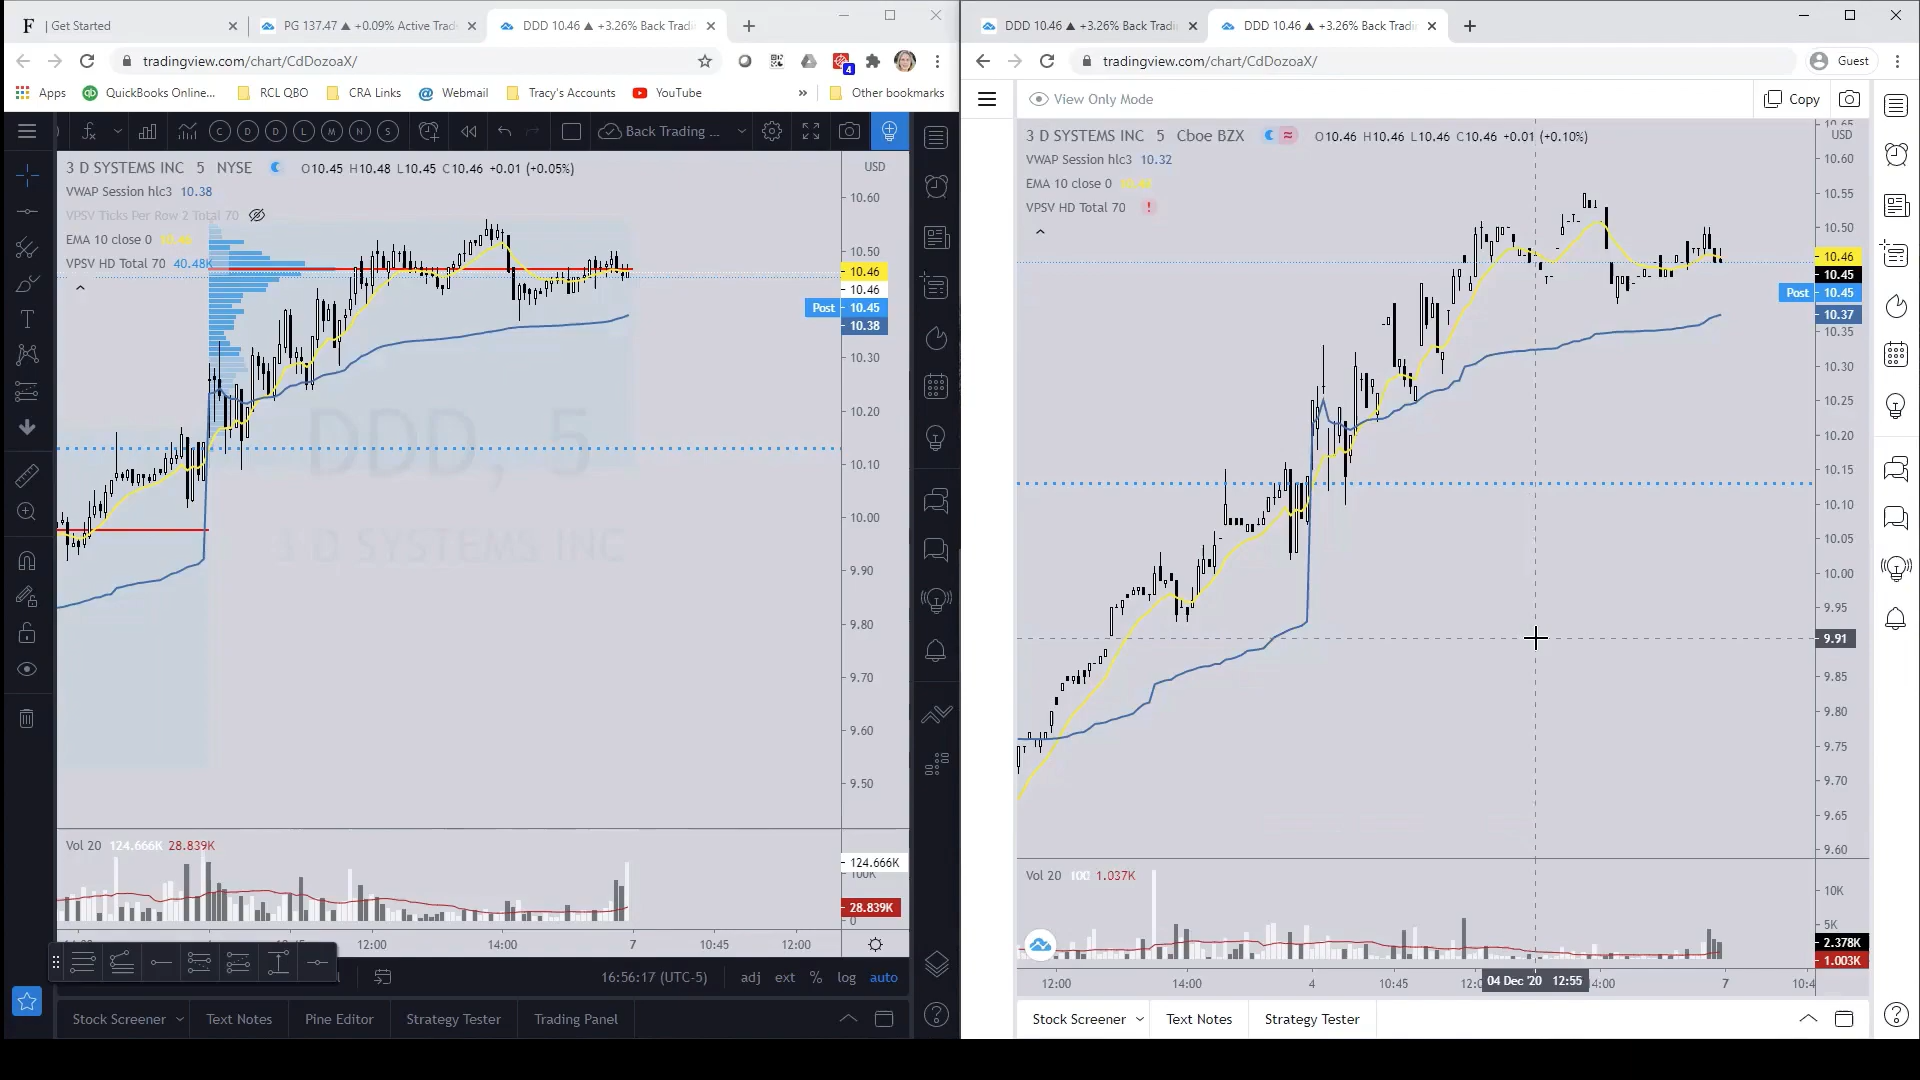 F | Get Started
PG 137.47 ▲ +0.09% Active Trad
DDD 10.46 ▲ +3.26% Back Tradi
tradingview.com/chart/CdDozoaX/
4
Apps
QuickBooks Online...
RCL QBO
CRA Links
Webmail
Tracy's Accounts
YouTube
»
Other bookmarks
C D D L M N S
Back Trading ...
3 D SYSTEMS INC 5 NYSE
O10.45 H10.48 L10.45 C10.46 +0.01 (+0.05%)
USD
VWAP Session hlc3 10.38
VPSV Ticks Per Row 2 Total 70
EMA 10 close 0 10.46
VPSV HD Total 70 40.48K
10.60
10.50
10.46
10.46
Post 10.45
10.38
10.30
10.20
10.10
10.00
9.90
9.80
9.70
9.60
9.50
DDD, 5
3 D SYSTEMS INC
Vol 20 124.666K 28.839K
124.666K
100K
28.839K
0
12:00
14:00
7
10:45
12:00
16:56:17 (UTC-5)
adj
ext
%
log
auto
Stock Screener
Text Notes
Pine Editor
Strategy Tester
Trading Panel
DDD 10.46 ▲ +3.26% Back Tradi
DDD 10.46 ▲ +3.26% Back Tradi
tradingview.com/chart/CdDozoaX/
Guest
View Only Mode
Copy
3 D SYSTEMS INC 5 Cboe BZX
O10.46 H10.46 L10.46 C10.46 +0.01 (+0.10%)
USD
VWAP Session hlc3 10.32
EMA 10 close 0
VPSV HD Total 70 !
10.65
10.60
10.55
10.50
10.46
10.45
Post 10.45
10.37
10.35
10.30
10.25
10.20
10.15
10.10
10.05
10.00
9.95
9.91
9.85
9.80
9.75
9.70
9.65
9.60
Vol 20 100 1.037K
10K
5K
2.378K
1.003K
12:00
14:00
4
10:45
04 Dec '20 12:55
7
10:4
Stock Screener
Text Notes
Strategy Tester